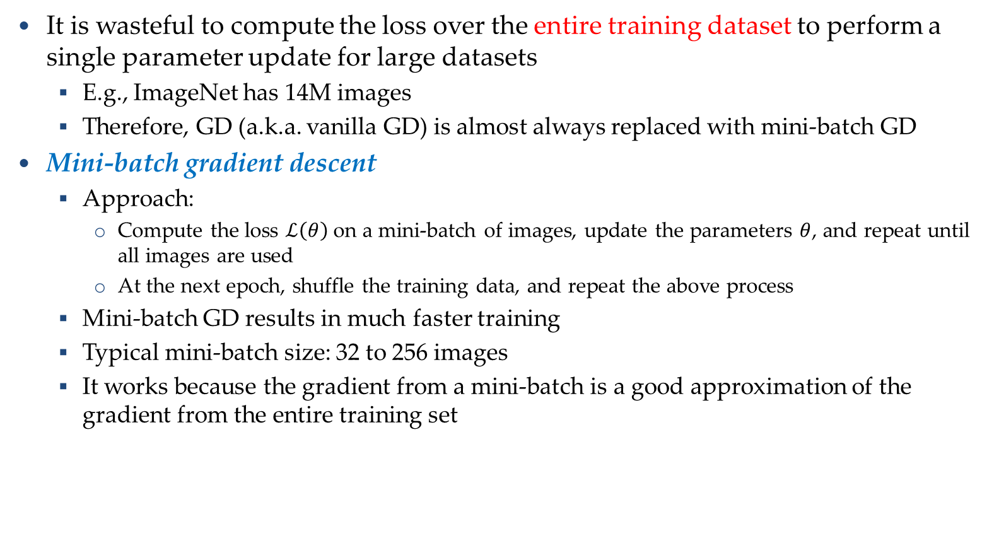 • It is wasteful to compute the loss over the entire training dataset to perform a
single parameter update for large datasets
▪ E.g., ImageNet has 14M images
▪ Therefore, GD (a.k.a. vanilla GD) is almost always replaced with mini-batch GD
• Mini-batch gradient descent
▪ Approach:
○ Compute the loss ℒ(𝜃) on a mini-batch of images, update the parameters 𝜃, and repeat until
all images are used
○ At the next epoch, shuffle the training data, and repeat the above process
▪ Mini-batch GD results in much faster training
▪ Typical mini-batch size: 32 to 256 images
▪ It works because the gradient from a mini-batch is a good approximation of the
gradient from the entire training set